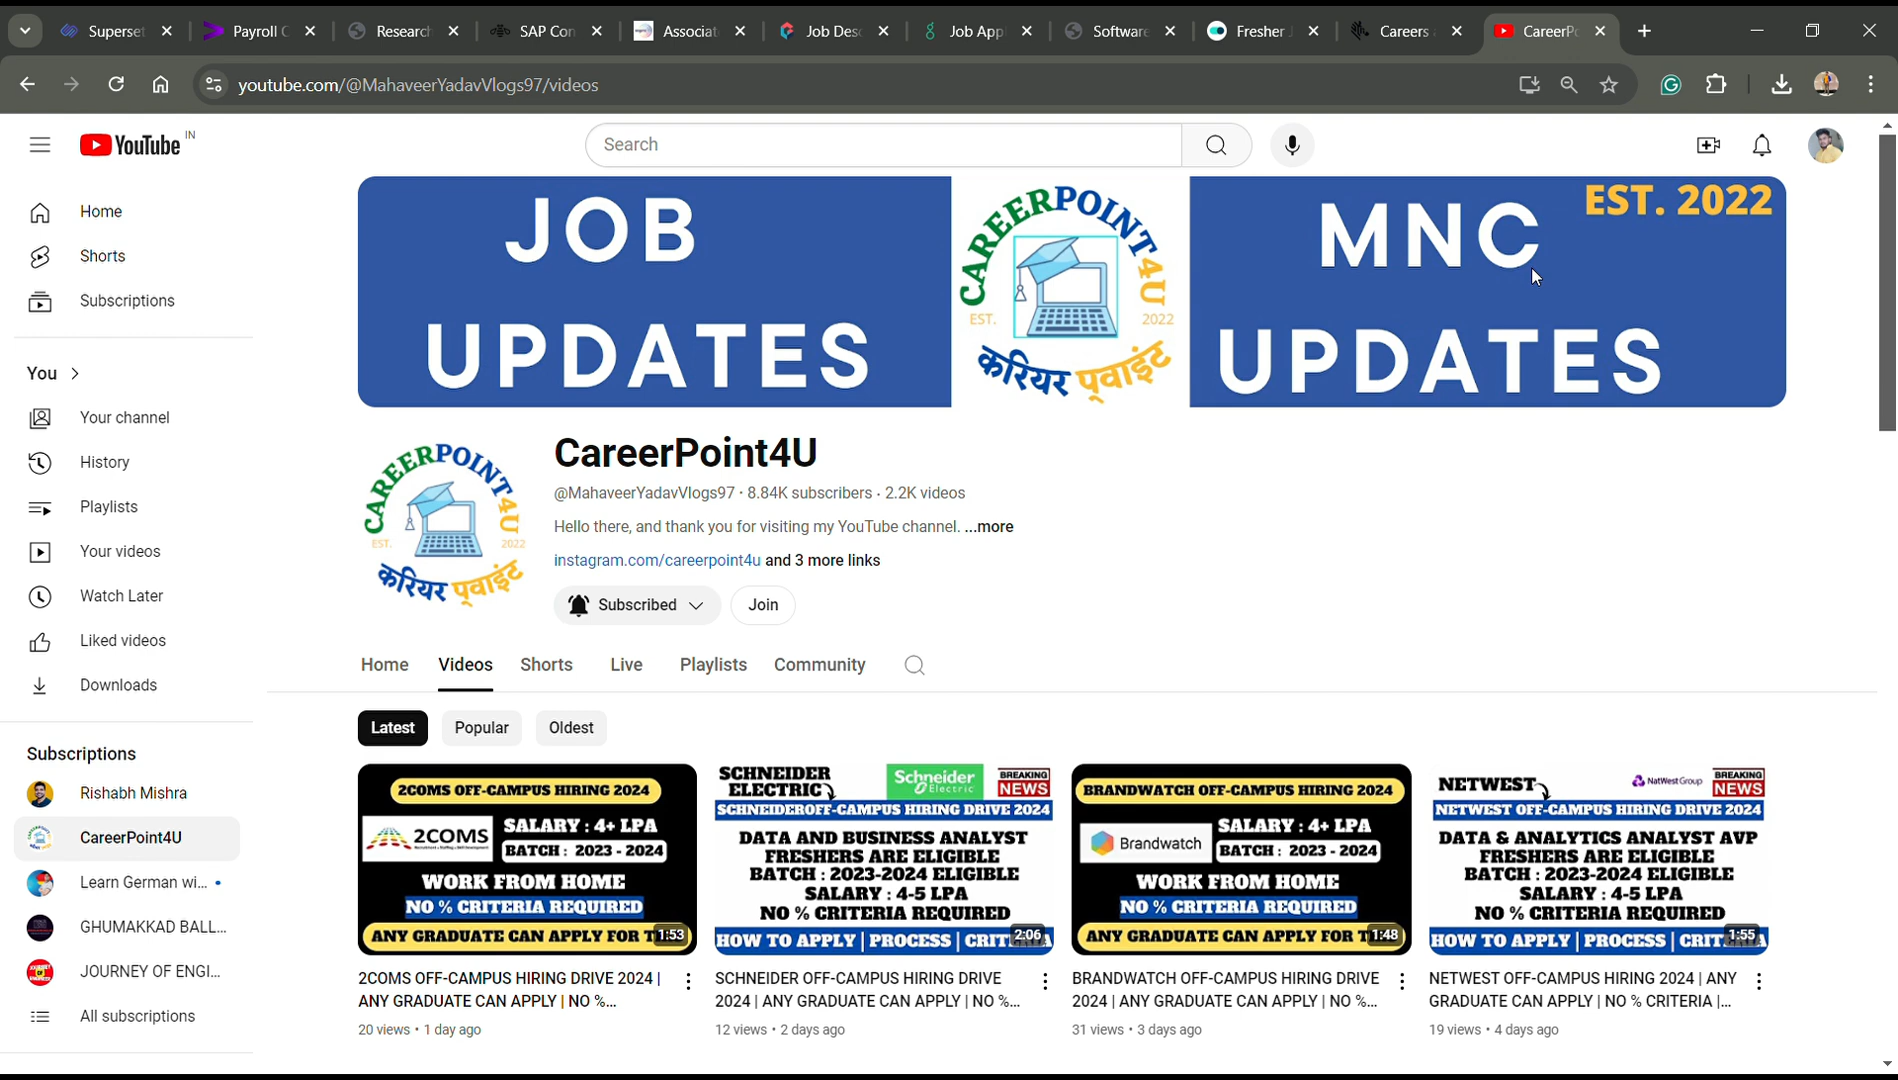 Superset
Payroll C
Research
SAP Con
Associat
Job Desc
Job App
Software
Fresher J
Careers a
CareerPo
youtube.com/@MahaveerYadavVlogs97/videos
YouTube IN
Search
Home
Shorts
Subscriptions
You
Your channel
History
Playlists
Your videos
Watch Later
Liked videos
Downloads
Subscriptions
Rishabh Mishra
CareerPoint4U
Learn German wi...
GHUMAKKAD BALL...
JOURNEY OF ENGI...
All subscriptions
JOB
UPDATES
CAREERPOINT4U
EST. 2022
करियर प्वाइंट
EST. 2022
MNC
UPDATES
CAREERPOINT4U
EST. 2022
करियर प्वाइंट
CareerPoint4U
@MahaveerYadavVlogs97 · 8.84K subscribers · 2.2K videos
Hello there, and thank you for visiting my YouTube channel. ...more
instagram.com/careerpoint4u and 3 more links
Subscribed
Join
Home Videos Shorts Live Playlists Community
Latest Popular Oldest
2COMS OFF-CAMPUS HIRING 2024
2COMS
SALARY : 4+ LPA
BATCH : 2023 - 2024
WORK FROM HOME
NO % CRITERIA REQUIRED
ANY GRADUATE CAN APPLY FOR
1:53
2COMS OFF-CAMPUS HIRING DRIVE 2024 |
ANY GRADUATE CAN APPLY | NO %...
20 views • 1 day ago
SCHNEIDER
ELECTRIC
Schneider
Electric
BREAKING
NEWS
SCHNEIDEROFF-CAMPUS HIRING DRIVE 2024
DATA AND BUSINESS ANALYST
FRESHERS ARE ELIGIBLE
BATCH : 2023-2024 ELIGIBLE
SALARY : 4-5 LPA
NO % CRITERIA REQUIRED
HOW TO APPLY | PROCESS |
2:06
SCHNEIDER OFF-CAMPUS HIRING DRIVE
2024 | ANY GRADUATE CAN APPLY | NO %...
12 views • 2 days ago
BRANDWATCH OFF-CAMPUS HIRING 2024
Brandwatch
SALARY : 4+ LPA
BATCH : 2023 - 2024
WORK FROM HOME
NO % CRITERIA REQUIRED
ANY GRADUATE CAN APPLY FOR
1:48
BRANDWATCH OFF-CAMPUS HIRING DRIVE
2024 | ANY GRADUATE CAN APPLY | NO %...
31 views • 3 days ago
NETWEST
NatWest Group
BREAKING
NEWS
NETWEST OFF-CAMPUS HIRING DRIVE 2024
DATA & ANALYTICS ANALYST AVP
FRESHERS ARE ELIGIBLE
BATCH : 2023-2024 ELIGIBLE
SALARY : 4-5 LPA
NO % CRITERIA REQUIRED
HOW TO APPLY | PROCESS |
1:55
NETWEST OFF-CAMPUS HIRING 2024 | ANY
GRADUATE CAN APPLY | NO % CRITERIA |...
19 views • 4 days ago